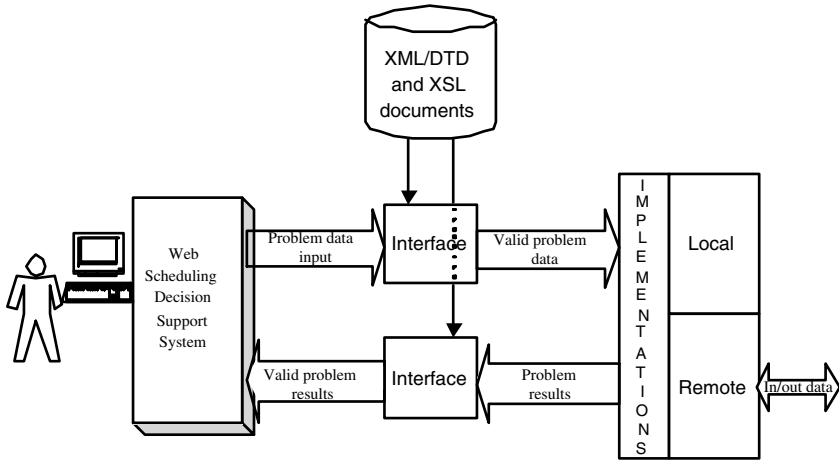 XML/DTD
and XSL
documents
Web
Scheduling
Decision
Support
System
Problem data
input
Interface
Valid problem
data
IMPLEMENTATIONS
Local
Valid problem
results
Interface
Problem
results
Remote
In/out data